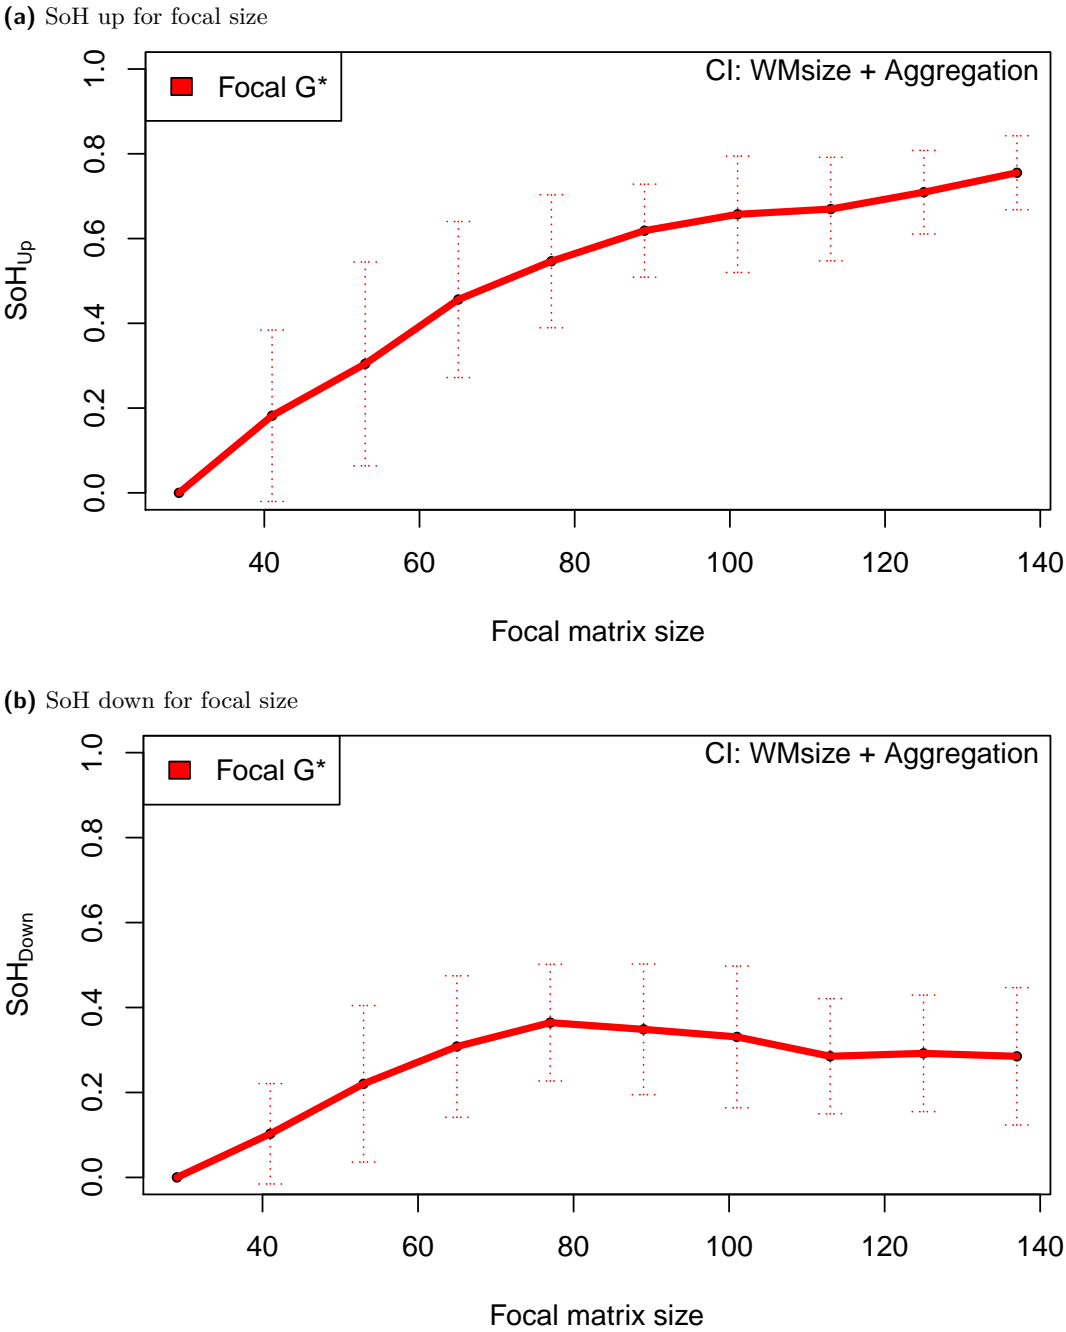 (a) SoH up for focal size
Focal G*
CI: WMsize + Aggregation
1.0
0.8
0.6
0.4
0.2
0.0
SoH_Up
40 60 80 100 120 140
Focal matrix size
(b) SoH down for focal size
Focal G*
CI: WMsize + Aggregation
1.0
0.8
0.6
0.4
0.2
0.0
SoH_Down
40 60 80 100 120 140
Focal matrix size